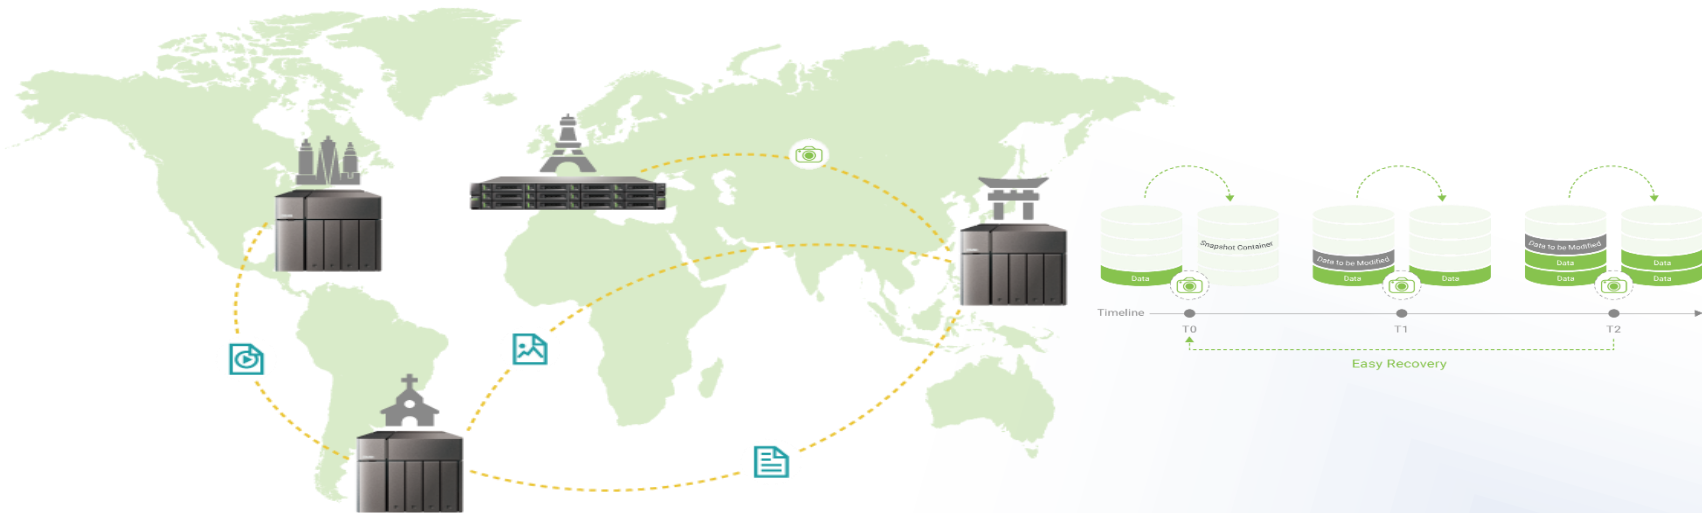 Snapshot Container
Data
Data to be Modified
Data
Data
Data to be Modified
Data
Data
Data
Data
Timeline
T0
T1
T2
Easy Recovery